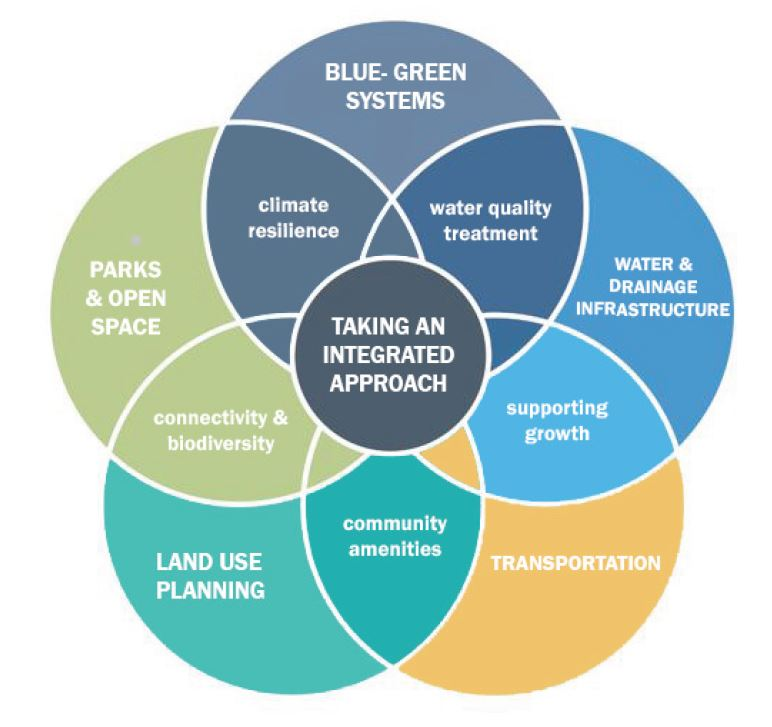 BLUE- GREEN
SYSTEMS
climate
resilience
water quality
treatment
PARKS
& OPEN
SPACE
WATER &
DRAINAGE
INFRASTRUCTURE
TAKING AN
INTEGRATED
APPROACH
connectivity &
biodiversity
supporting
growth
community
amenities
LAND USE
PLANNING
TRANSPORTATION